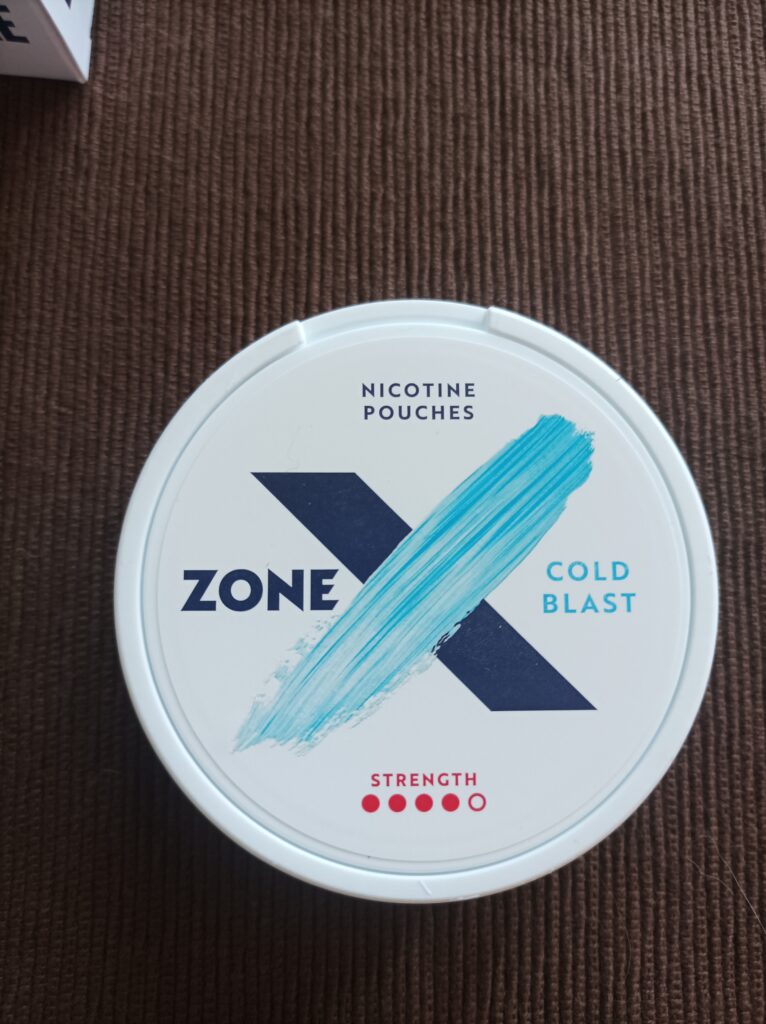 NICOTINE
POUCHES
ZONE X
COLD
BLAST
STRENGTH